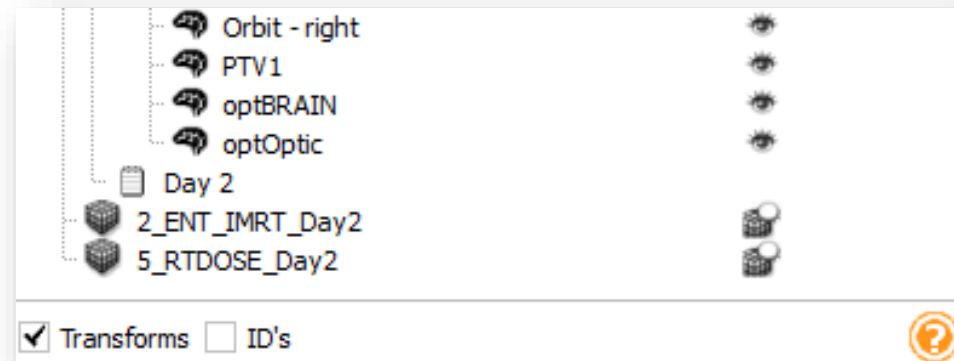 Orbit - right
PTV1
optBRAIN
optOptic
Day 2
2_ENT_IMRT_Day2
5_RTDOSE_Day2
Transforms ID's
?